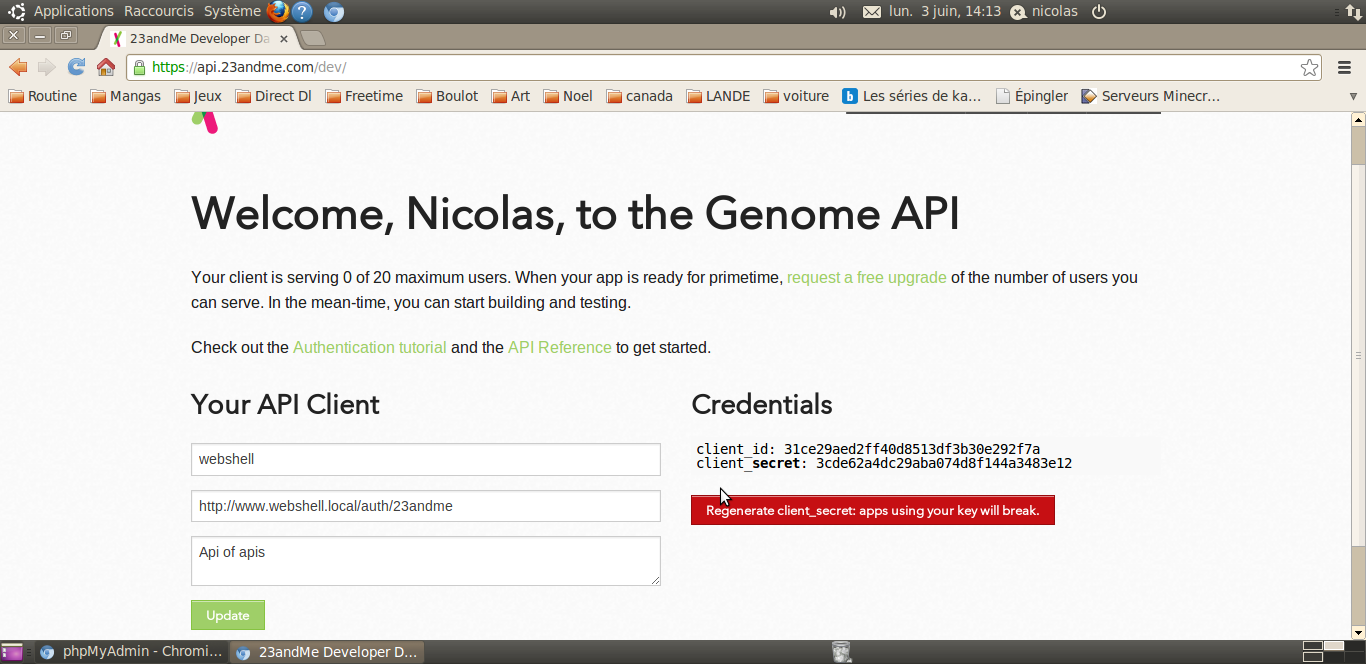 Applications Raccourcis Système lun. 3 juin, 14:13 nicolas
23andMe Developer Da
https://api.23andme.com/dev/
Routine Mangas Jeux Direct Dl Freetime Boulot Art Noel canada LANDE voiture Les séries de ka... Épingler Serveurs Minecr...
Welcome, Nicolas, to the Genome API
Your client is serving 0 of 20 maximum users. When your app is ready for primetime, request a free upgrade of the number of users you
can serve. In the mean-time, you can start building and testing.
Check out the Authentication tutorial and the API Reference to get started.
Your API Client
webshell
http://www.webshell.local/auth/23andme
Api of apis
Update
Credentials
client_id: 31ce29aed2ff40d8513df3b30e292f7a
client_secret: 3cde62a4dc29aba074d8f144a3483e12
Regenerate client_secret: apps using your key will break.
phpMyAdmin - Chromi... 23andMe Developer D...